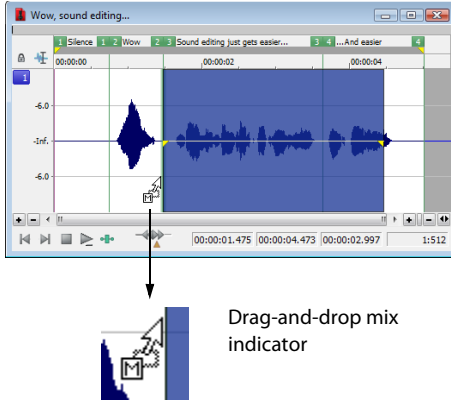 Wow, sound editing...
1 Silence 1 2 Wow 2 3 Sound editing just gets easier... 3 4 ...And easier 4
00:00:00 00:00:02 00:00:04
1
-6.0
-Inf.
-6.0
M
00:00:01.475 00:00:04.473 00:00:02.997 1:512
Drag-and-drop mix
indicator
M